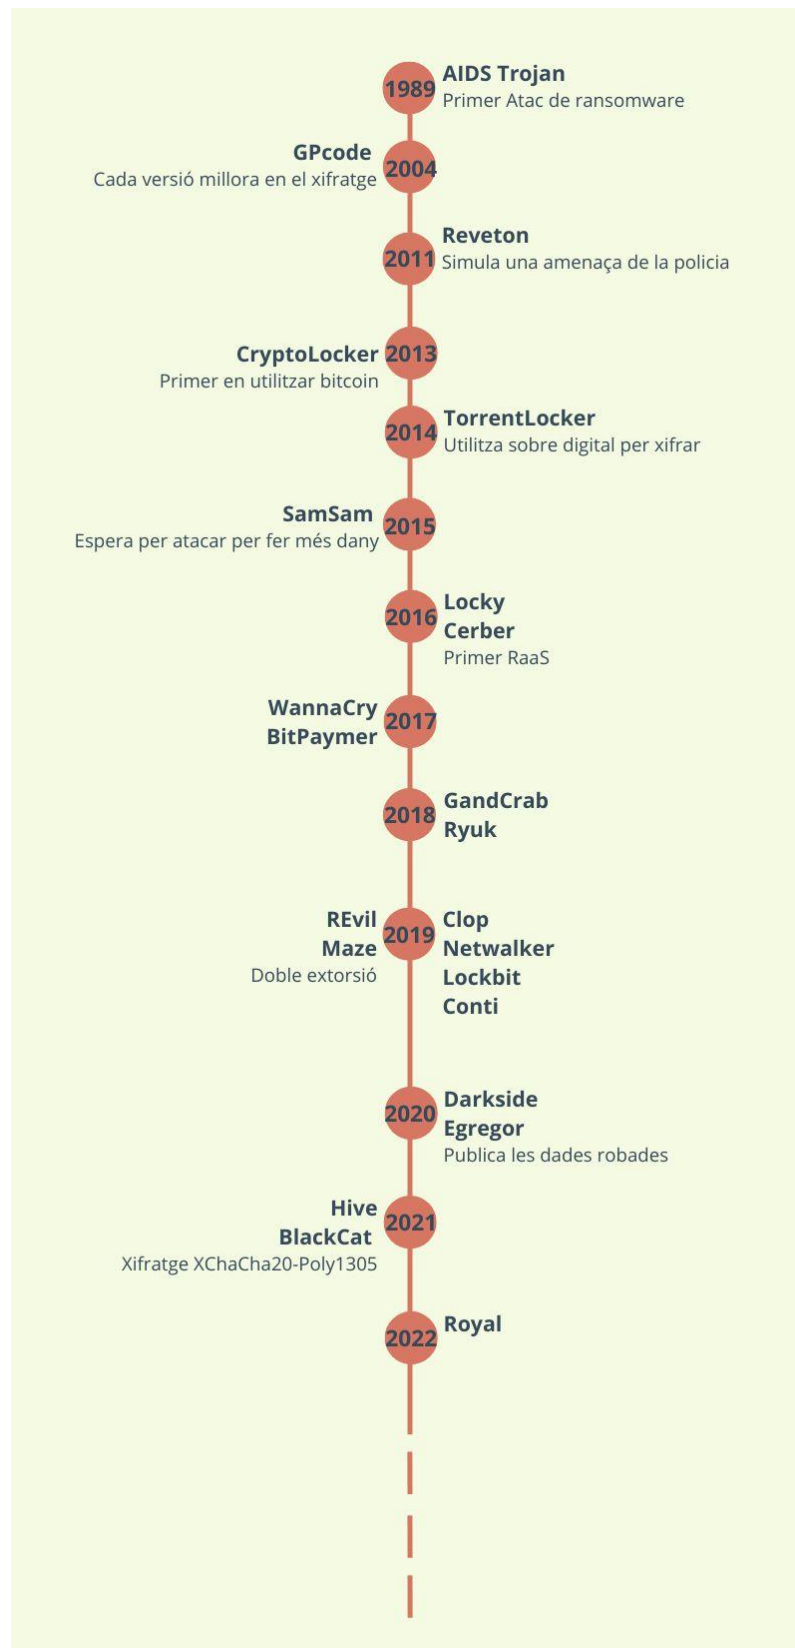 1989
AIDS Trojan
Primer Atac de ransomware
GPcode
Cada versió millora en el xifratge
2004
Reveton
2011
Simula una amenaça de la policia
CryptoLocker
2013
Primer en utilitzar bitcoin
TorrentLocker
2014
Utilitza sobre digital per xifrar
SamSam
2015
Espera per atacar per fer més dany
Locky
2016
Cerber
Primer RaaS
WannaCry
2017
BitPaymer
GandCrab
2018
Ryuk
REvil
Maze
Doble extorsió
2019
Clop
Netwalker
Lockbit
Conti
Darkside
2020
Egregor
Publica les dades robades
Hive
2021
BlackCat
Xifratge XChaCha20-Poly1305
Royal
2022